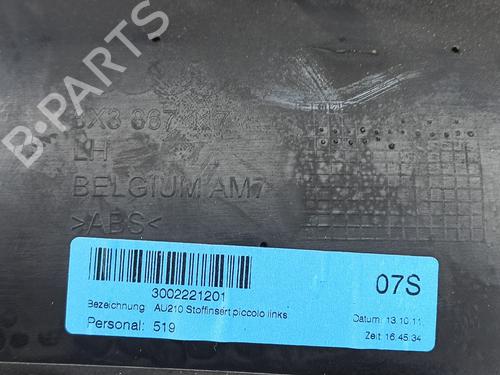 B-PARTS
8X3 867 117
LH
BELGIUM AM7
>ABS<
3002221201
07S
Bezeichnung: AU210 Stoffinsert piccolo links
Datum: 13.10.11
Personal: 519
Zeit: 16:45:34